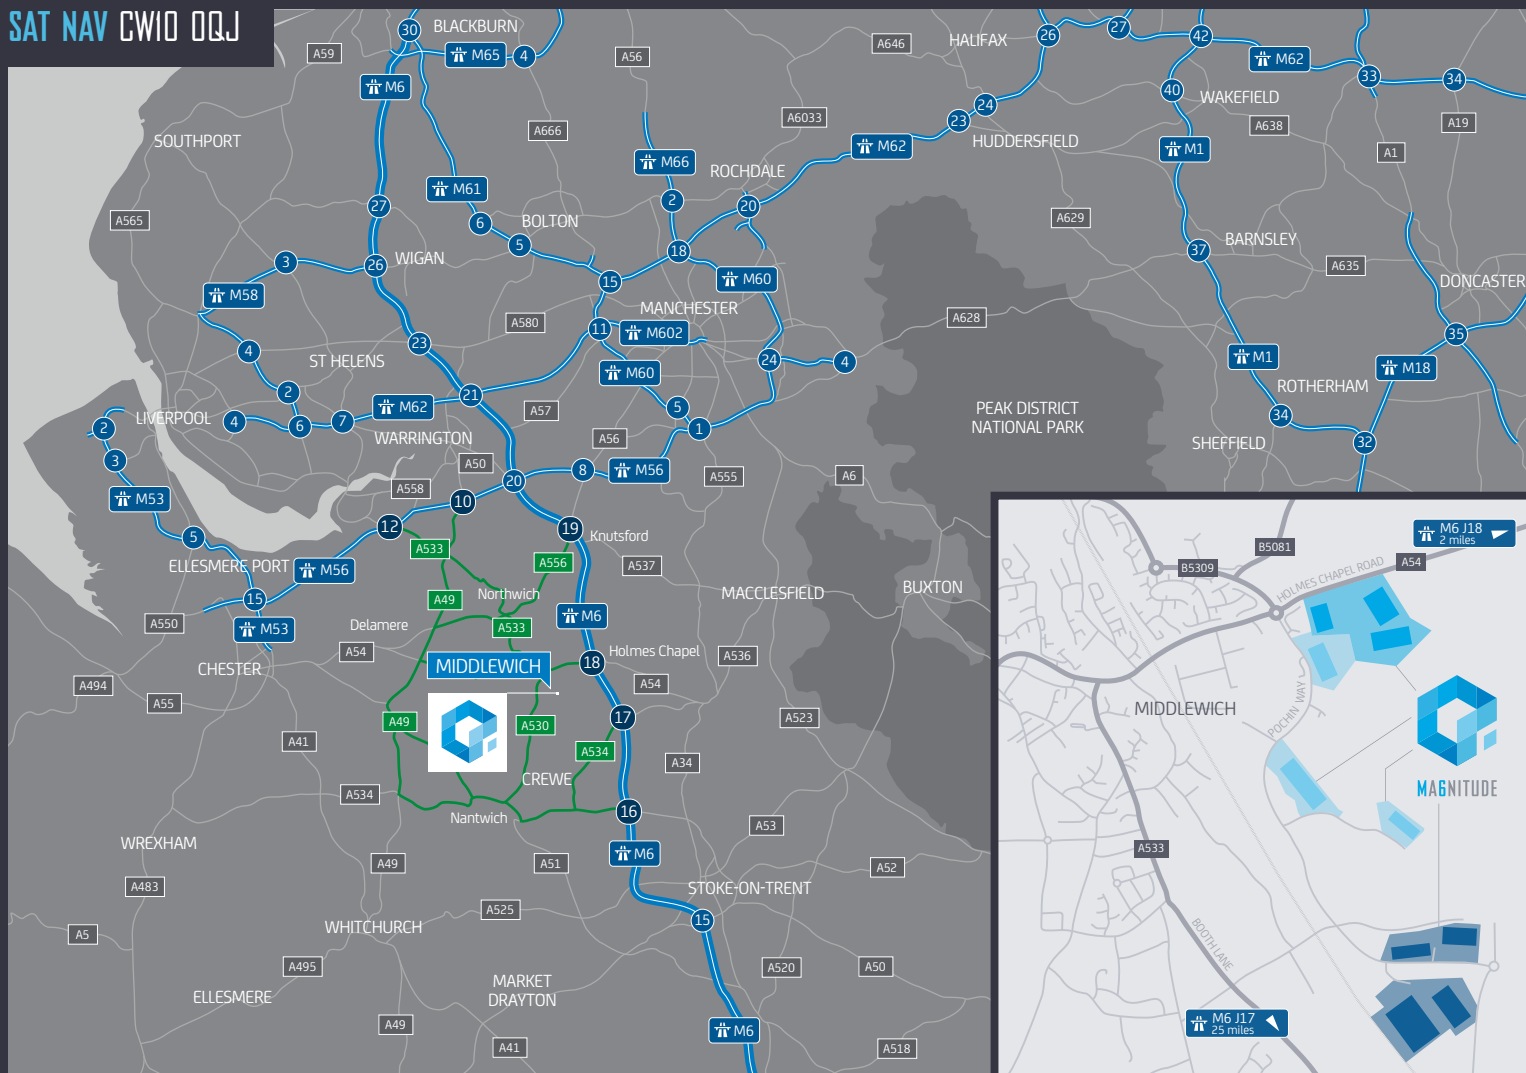 SAT NAV CW10 0QJ
30
BLACKBURN
A59
M65
4
A56
A646
HALIFAX
26
27
42
M62
33
34
M6
40
WAKEFIELD
24
23
A6033
A638
A19
SOUTHPORT
A666
M62
HUDDERSFIELD
M1
A1
M66
ROCHDALE
M61
27
2
20
A565
6
BOLTON
A629
5
18
37
BARNSLEY
3
26
WIGAN
A635
M58
15
M60
DONCASTER
MANCHESTER
A580
11
M602
A628
35
23
4
ST HELENS
24
4
M1
M18
M60
ROTHERHAM
2
21
M62
5
A57
PEAK DISTRICT
NATIONAL PARK
34
2
LIVERPOOL
4
6
7
1
WARRINGTON
A56
SHEFFIELD
32
3
A50
20
8
M56
A555
A6
M53
A558
10
12
19
Knutsford
5
A533
A556
A537
ELLESMERE PORT
M56
15
A49
Northwich
MACCLESFIELD
BUXTON
A550
M53
Delamere
A533
M6
A54
MIDDLEWICH
18
Holmes Chapel
A536
CHESTER
A494
A55
A54
17
A49
A530
A523
A41
A534
A34
CREWE
A534
16
Nantwich
A53
WREXHAM
A49
A51
M6
A52
A483
STOKE-ON-TRENT
A525
15
A5
WHITCHURCH
A495
A520
A50
MARKET
DRAYTON
ELLESMERE
A49
M6
A41
A518
M6 J18
2 miles
B5081
B5309
HOLMES CHAPEL ROAD
A54
POCHIN WAY
MIDDLEWICH
MA6NITUDE
A533
BOOTH LANE
M6 J17
25 miles